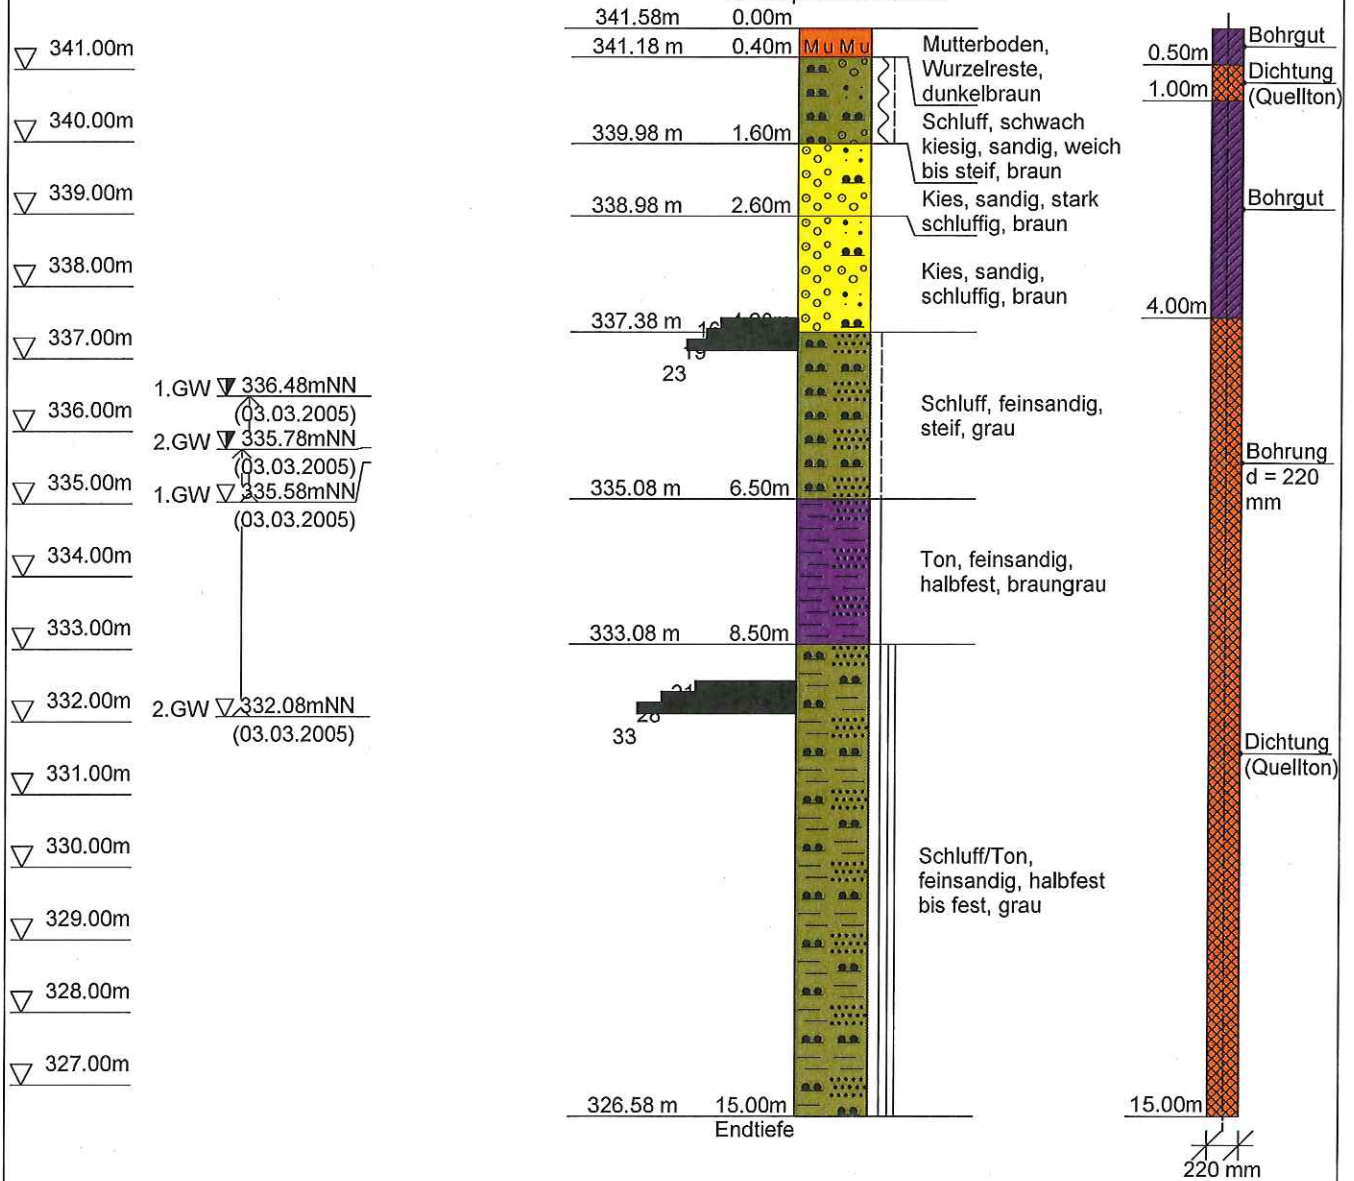 341.00m
340.00m
339.00m
338.00m
337.00m
336.00m
335.00m
334.00m
333.00m
332.00m
331.00m
330.00m
329.00m
328.00m
327.00m
1.GW 336.48mNN
(03.03.2005)
2.GW 335.78mNN
(03.03.2005)
1.GW 335.58mNN
(03.03.2005)
2.GW 332.08mNN
(03.03.2005)
341.58m 0.00m
341.18 m 0.40m
339.98 m 1.60m
338.98 m 2.60m
337.38 m
19
23
335.08 m 6.50m
333.08 m 8.50m
28
33
326.58 m 15.00m
Endtiefe
Mu Mu
Mutterboden,
Wurzelreste,
dunkelbraun
Schluff, schwach
kiesig, sandig, weich
bis steif, braun
Kies, sandig, stark
schluffig, braun
Kies, sandig,
schluffig, braun
Schluff, feinsandig,
steif, grau
Ton, feinsandig,
halbfest, braungrau
Schluff/Ton,
feinsandig, halbfest
bis fest, grau
0.50m
1.00m
4.00m
15.00m
220 mm
Bohrgut
Dichtung
(Quellton)
Bohrgut
Bohrung
d = 220
mm
Dichtung
(Quellton)